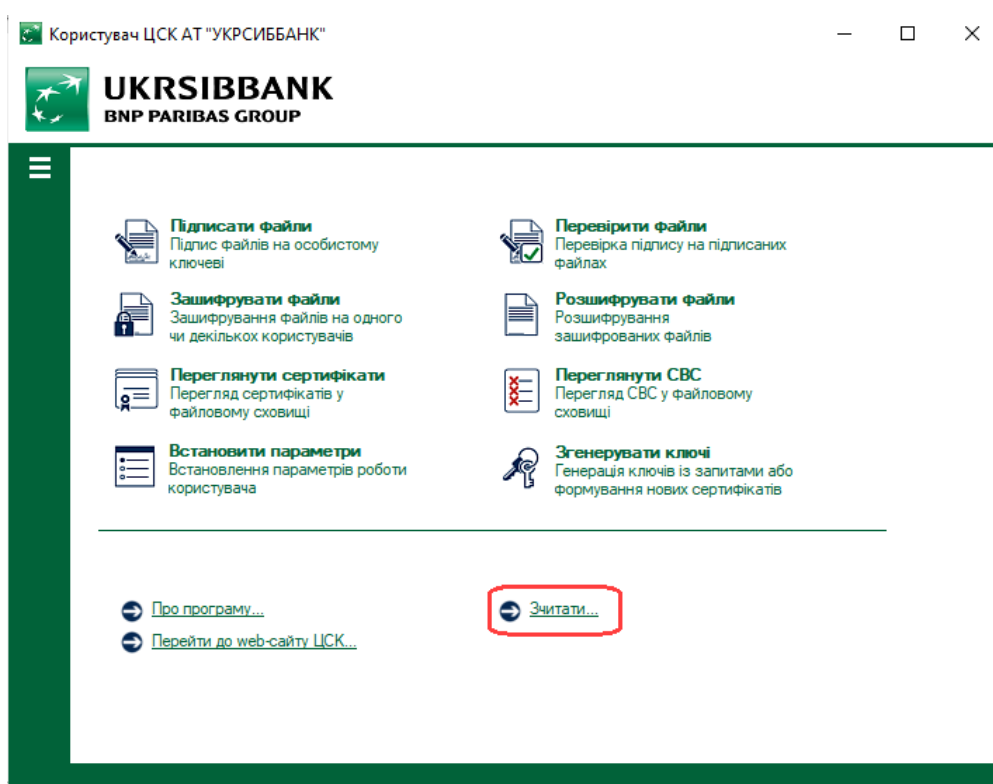 Користувач ЦСК АТ "УКРСИББАНК"
UKRSIBBANK
BNP PARIBAS GROUP
Підписати файли
Підпис файлів на особистому
ключеві
Перевірити файли
Перевірка підпису на підписаних
файлах
Зашифрувати файли
Зашифрування файлів на одного
чи декількох користувачів
Розшифрувати файли
Розшифрування
зашифрованих файлів
Переглянути сертифікати
Перегляд сертифікатів у
файловому сховищі
Переглянути СВС
Перегляд СВС у файловому
сховищі
Встановити параметри
Встановлення параметрів роботи
користувача
Згенерувати ключі
Генерація ключів із запитами або
формування нових сертифікатів
Про програму...
Зчитати...
Перейти до web-сайту ЦСК...